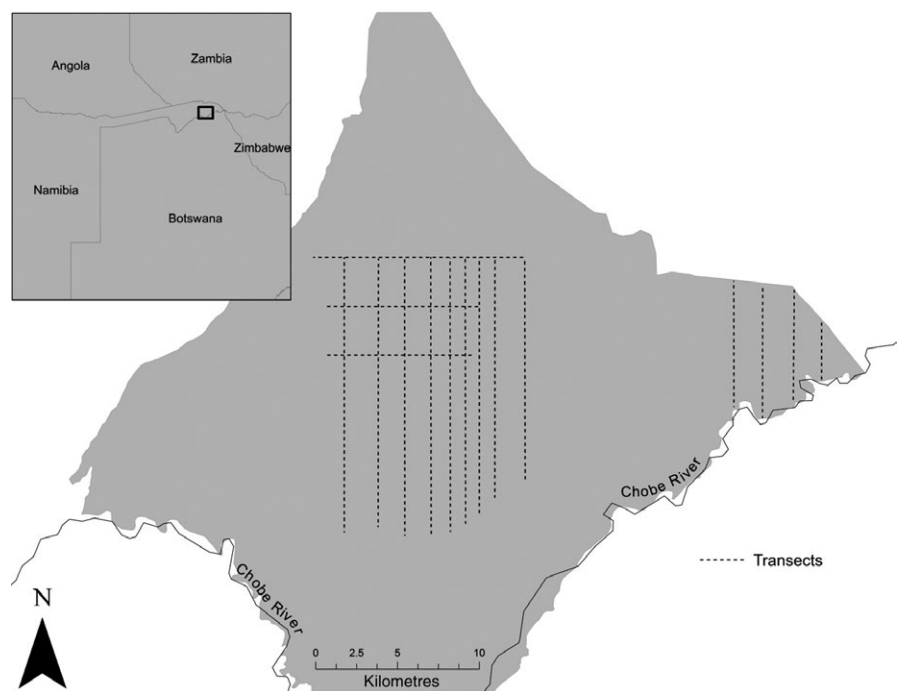 Angola
Zambia
Zimbabwe
Namibia
Botswana
Chobe River
Transects
Chobe River
N
0 2.5 5 10
Kilometres